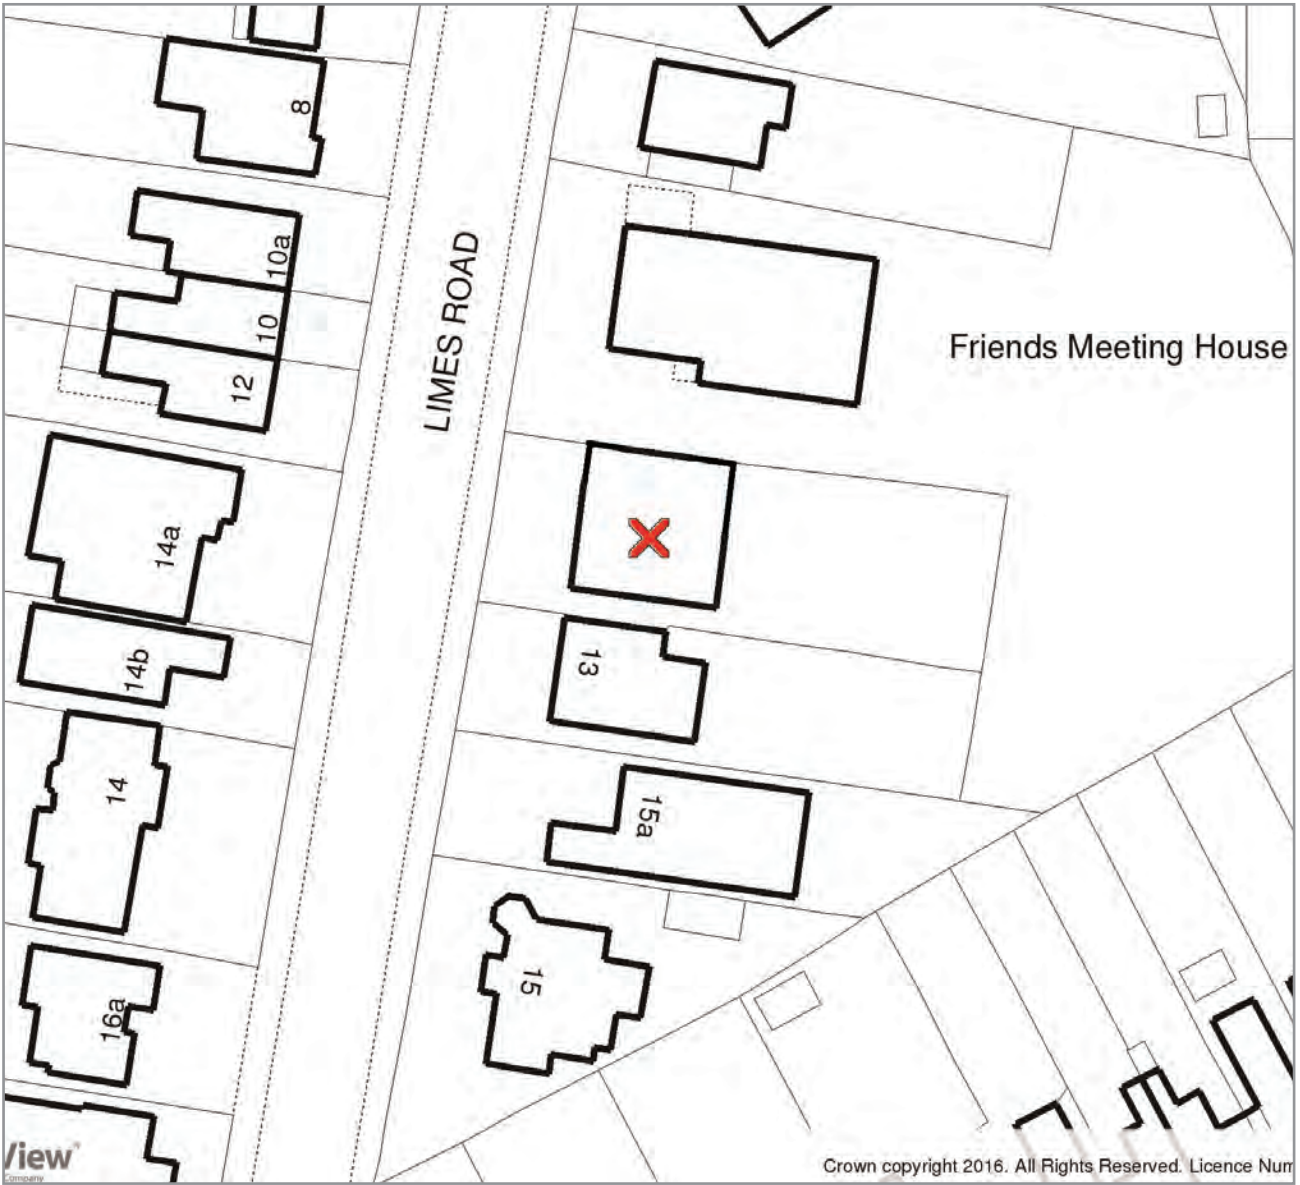 8
10a
10
12
LIMES ROAD
Friends Meeting House
14a
14b
13
14
15a
15
16a
View
Company
Crown copyright 2016. All Rights Reserved. Licence Num